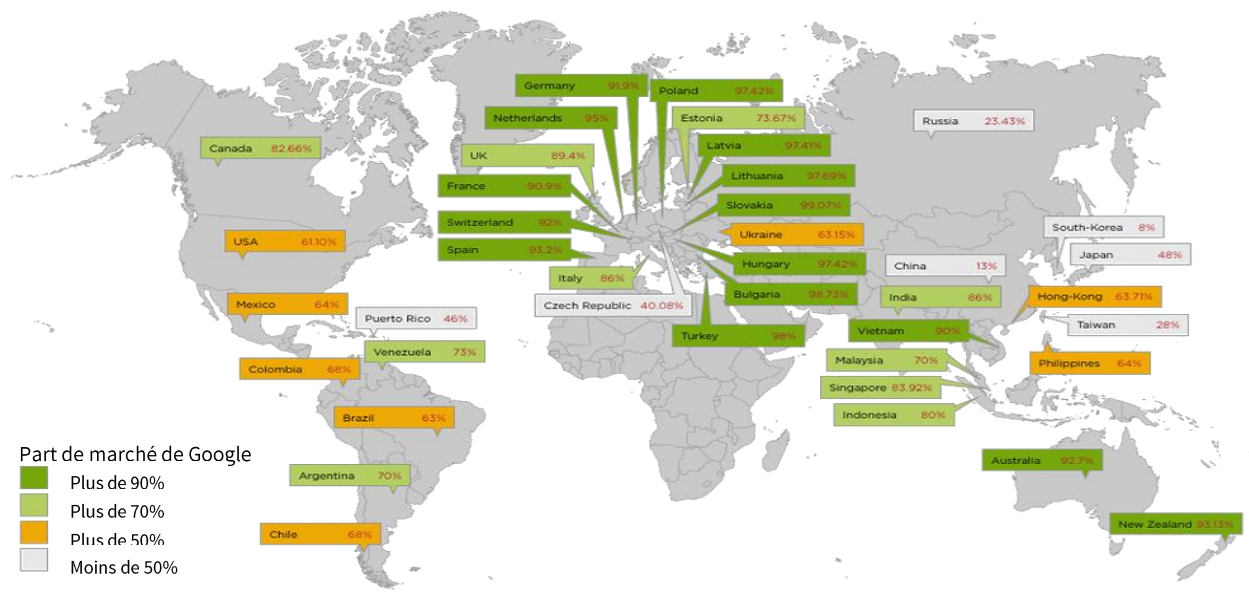 Germany 91.9%
Poland 97.42%
Netherlands 95%
Estonia 73.67%
Russia 23.43%
Canada 82.66%
UK 89.4%
Latvia 97.41%
France 90.9%
Lithuania 97.69%
Slovakia 99.07%
Switzerland 92%
South-Korea 8%
USA 61.10%
Ukraine 63.15%
Spain 93.2%
Japan 48%
Hungary 97.42%
China 13%
Italy 86%
Bulgaria 98.73%
India 86%
Hong-Kong 63.71%
Mexico 64%
Czech Republic 40.08%
Puerto Rico 46%
Taiwan 28%
Turkey 98%
Vietnam 90%
Venezuela 73%
Malaysia 70%
Philippines 64%
Colombia 68%
Singapore 83.92%
Brazil 63%
Indonesia 80%
Part de marché de Google
Plus de 90%
Plus de 70%
Plus de 50%
Moins de 50%
Argentina 70%
Australia 92.7%
Chile 68%
New Zealand 93.13%